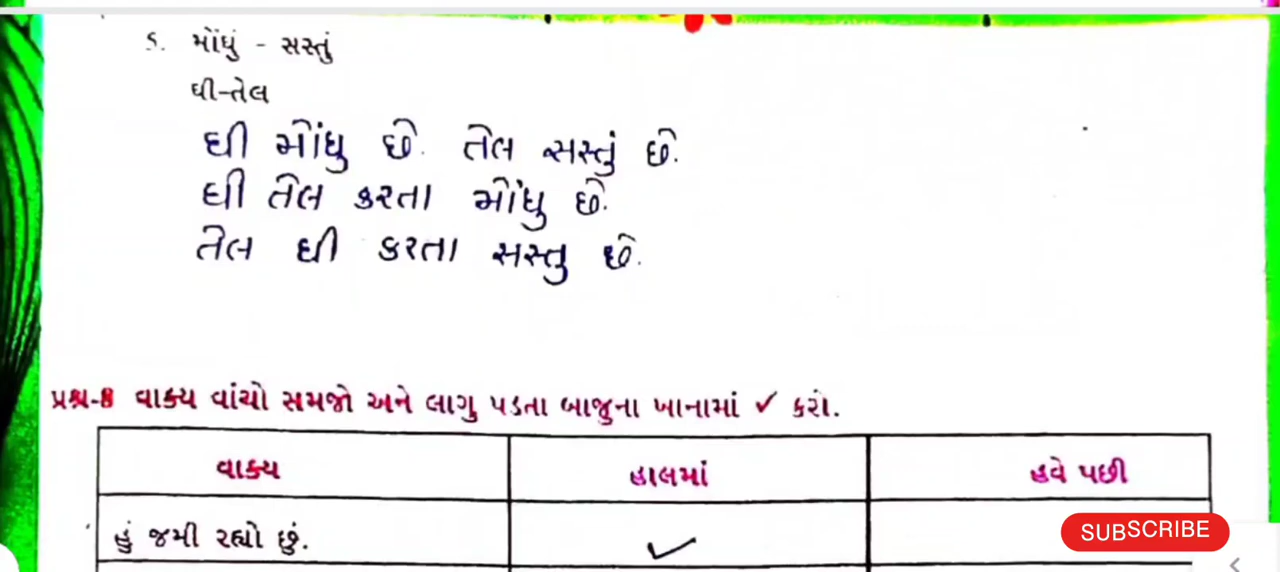 5. મોંઘું - સસ્તું
ઘી-તેલ
ઘી મોંઘુ છે. તેલ સસ્તું છે.
ઘી તેલ કરતા મોંઘુ છે.
તેલ ઘી કરતા સસ્તુ છે.
પ્રશ્ન-8 વાક્ય વાંચો સમજો અને લાગુ પડતા બાજુના ખાનામાં ✓ કરો.
વાક્ય હાલમાં હવે પછી
હું જમી રહ્યો છું. ✓
SUBSCRIBE